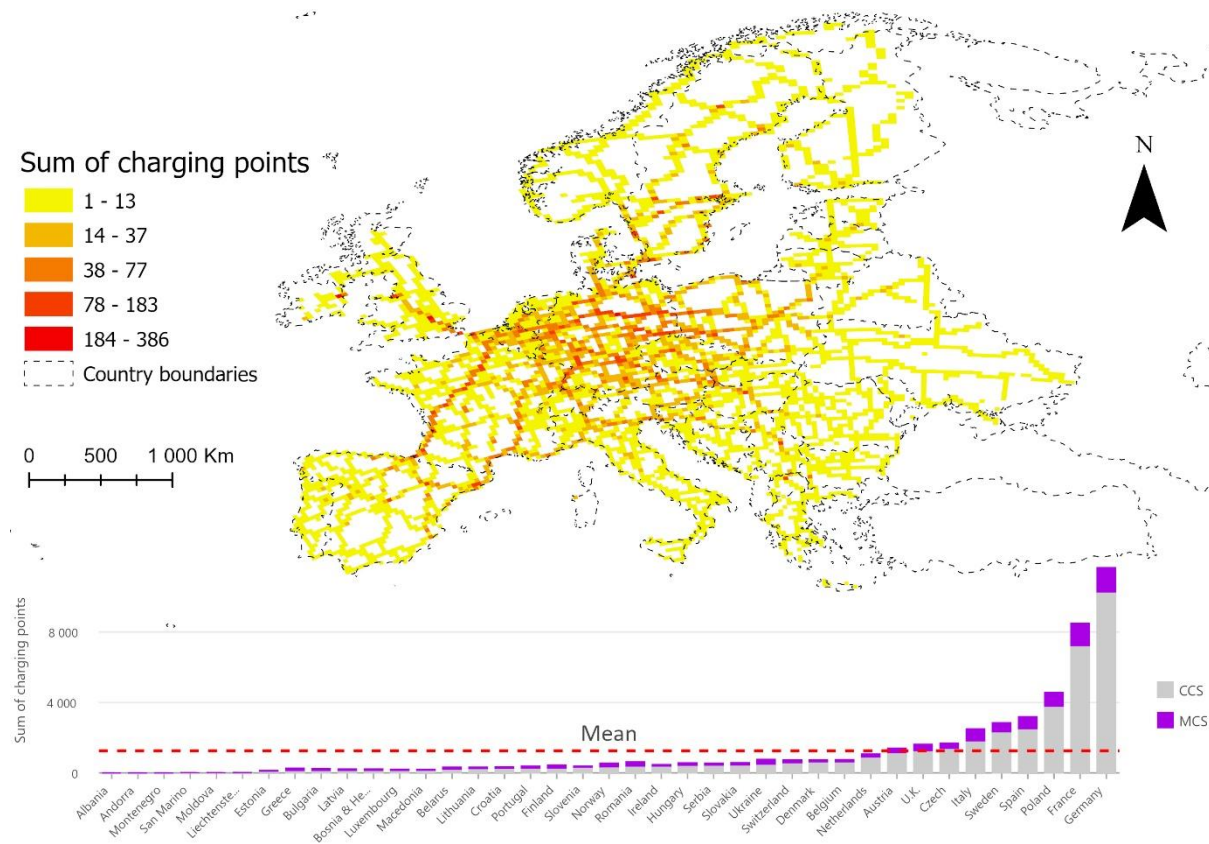 Sum of charging points
1 - 13
14 - 37
38 - 77
78 - 183
184 - 386
Country boundaries
0 500 1 000 Km
N
Sum of charging points
8 000
4 000
0
Mean
CCS
MCS
Albania
Andorra
Montenegro
San Marino
Moldova
Liechtenste...
Estonia
Greece
Bulgaria
Latvia
Bosnia & He...
Luxembourg
Macedonia
Belarus
Lithuania
Croatia
Portugal
Finland
Slovenia
Norway
Romania
Ireland
Hungary
Serbia
Slovakia
Ukraine
Switzerland
Denmark
Belgium
Netherlands
Austria
U.K.
Czech
Italy
Sweden
Spain
Poland
France
Germany